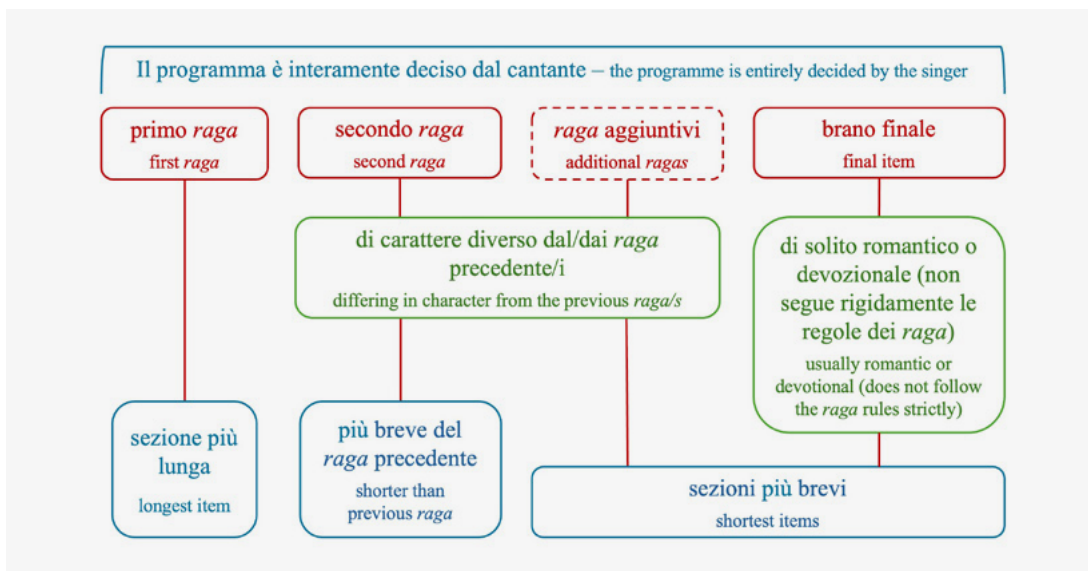 Il programma è interamente deciso dal cantante – the programme is entirely decided by the singer
primo raga
first raga
secondo raga
second raga
raga aggiuntivi
additional ragas
brano finale
final item
di carattere diverso dal/dai raga
precedente/i
differing in character from the previous raga/s
di solito romantico o
devozionale (non
segue rigidamente le
regole dei raga)
usually romantic or
devotional (does not follow
the raga rules strictly)
sezione più
lunga
longest item
più breve del
raga precedente
shorter than
previous raga
sezioni più brevi
shortest items